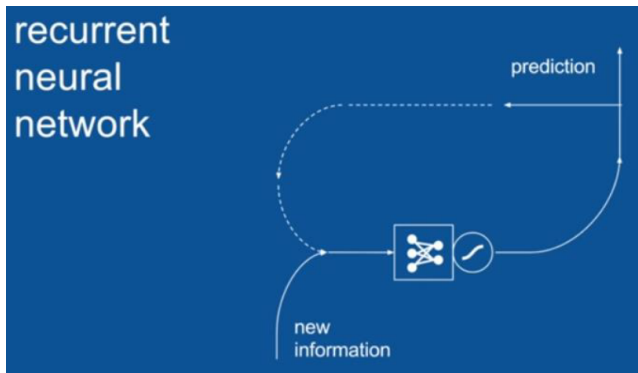 recurrent
neural
network
prediction
new
information